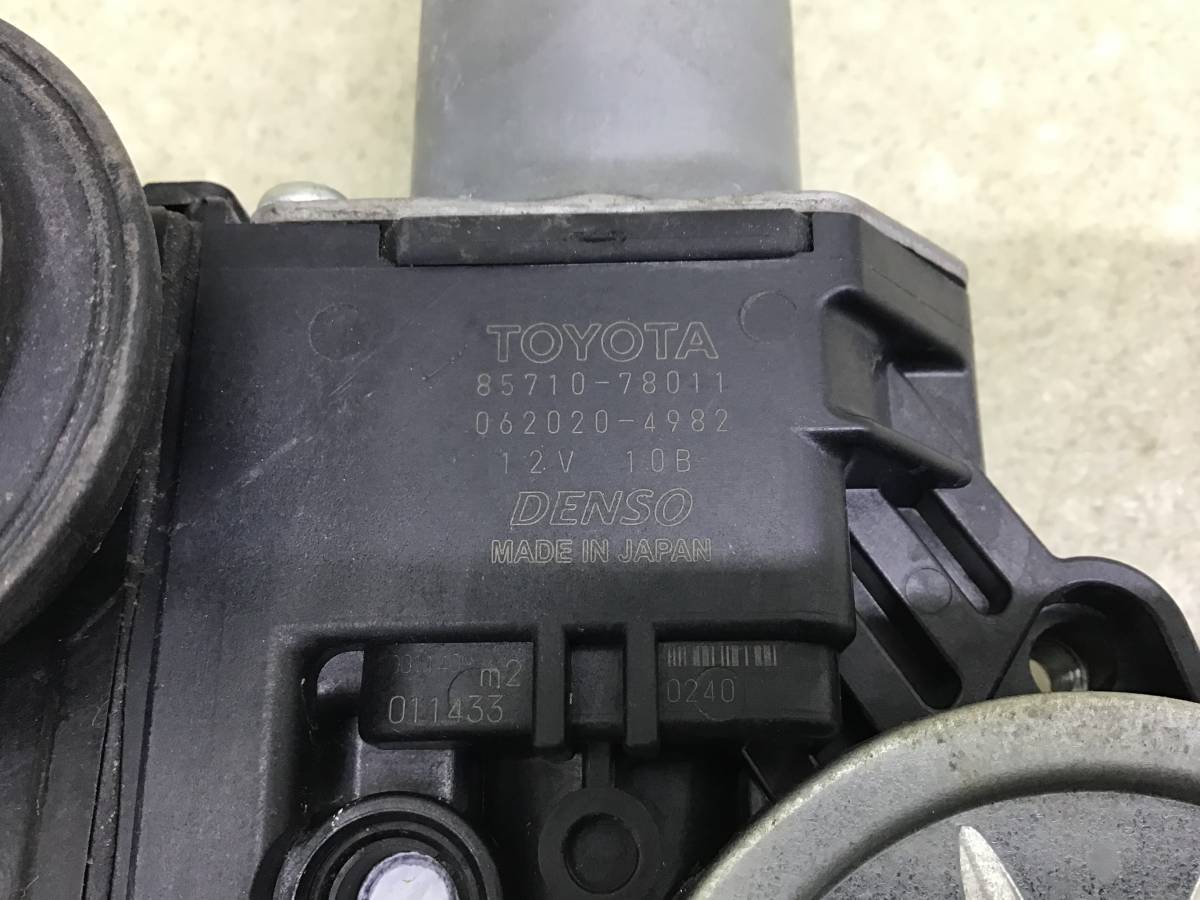 TOYOTA
85710-78011
062020-4982
12V 10B
DENSO
MADE IN JAPAN
m2
011433
0240